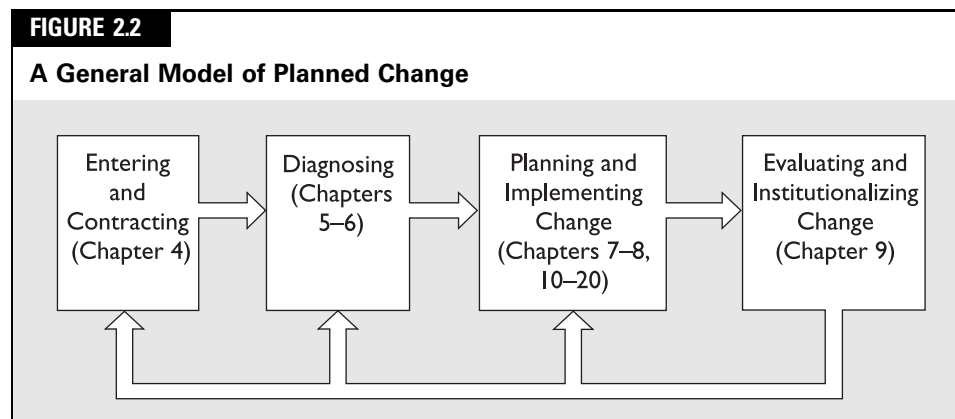 FIGURE 2.2
A General Model of Planned Change
Entering
and
Contracting
(Chapter 4)
Diagnosing
(Chapters
5–6)
Planning and
Implementing
Change
(Chapters 7–8,
10–20)
Evaluating and
Institutionalizing
Change
(Chapter 9)